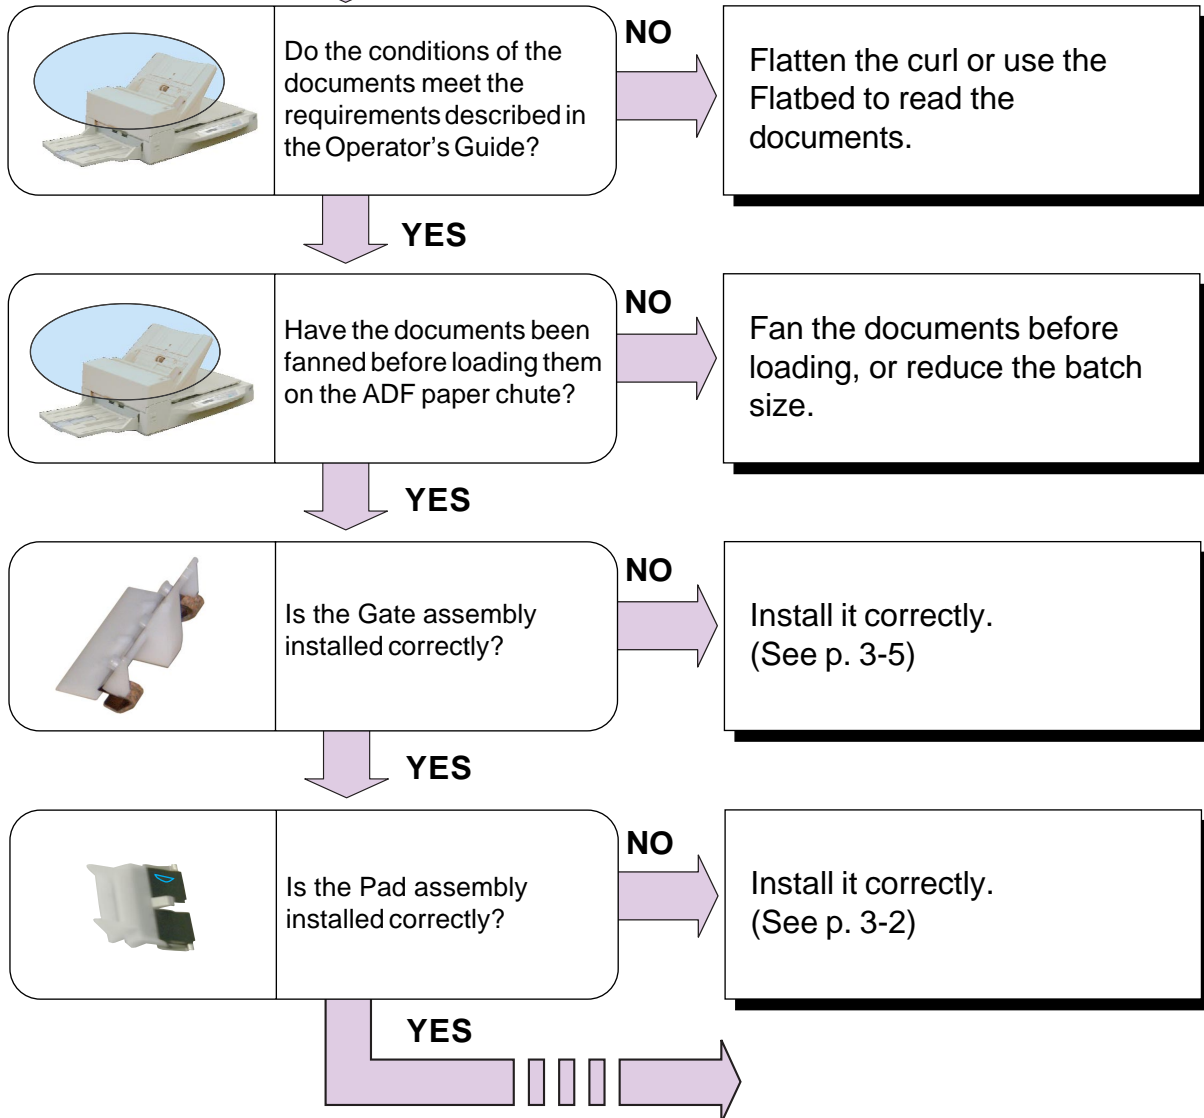 Do the conditions of the
documents meet the
requirements described in
the Operator's Guide?
NO
Flatten the curl or use the
Flatbed to read the
documents.
YES
Have the documents been
fanned before loading them
on the ADF paper chute?
NO
Fan the documents before
loading, or reduce the batch
size.
YES
Is the Gate assembly
installed correctly?
NO
Install it correctly.
(See p. 3-5)
YES
Is the Pad assembly
installed correctly?
NO
Install it correctly.
(See p. 3-2)
YES